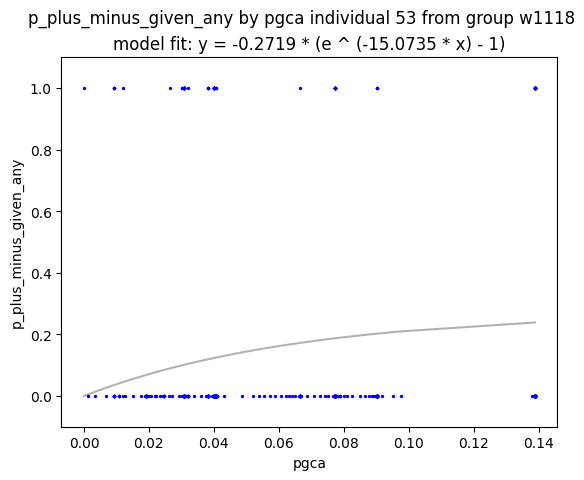 p_plus_minus_given_any by pgca individual 53 from group w1118
model fit: y = -0.2719 * (e ^ (-15.0735 * x) - 1)
1.0
0.8
0.6
0.4
0.2
0.0
p_plus_minus_given_any
0.00 0.02 0.04 0.06 0.08 0.10 0.12 0.14
pgca